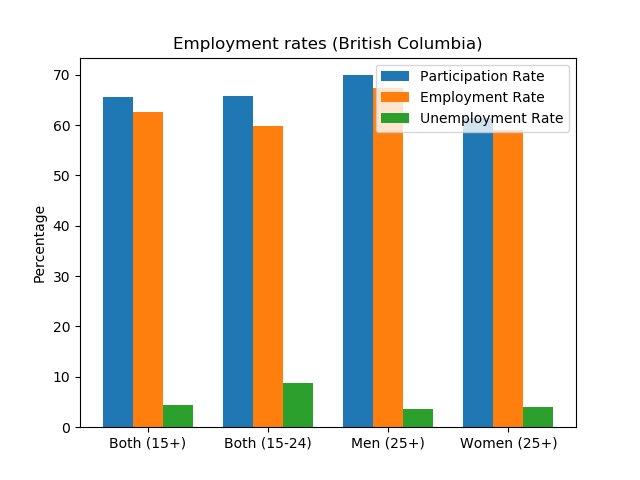 Employment rates (British Columbia)
Participation Rate
Employment Rate
Unemployment Rate
Percentage
70
60
50
40
30
20
10
0
Both (15+)
Both (15-24)
Men (25+)
Women (25+)